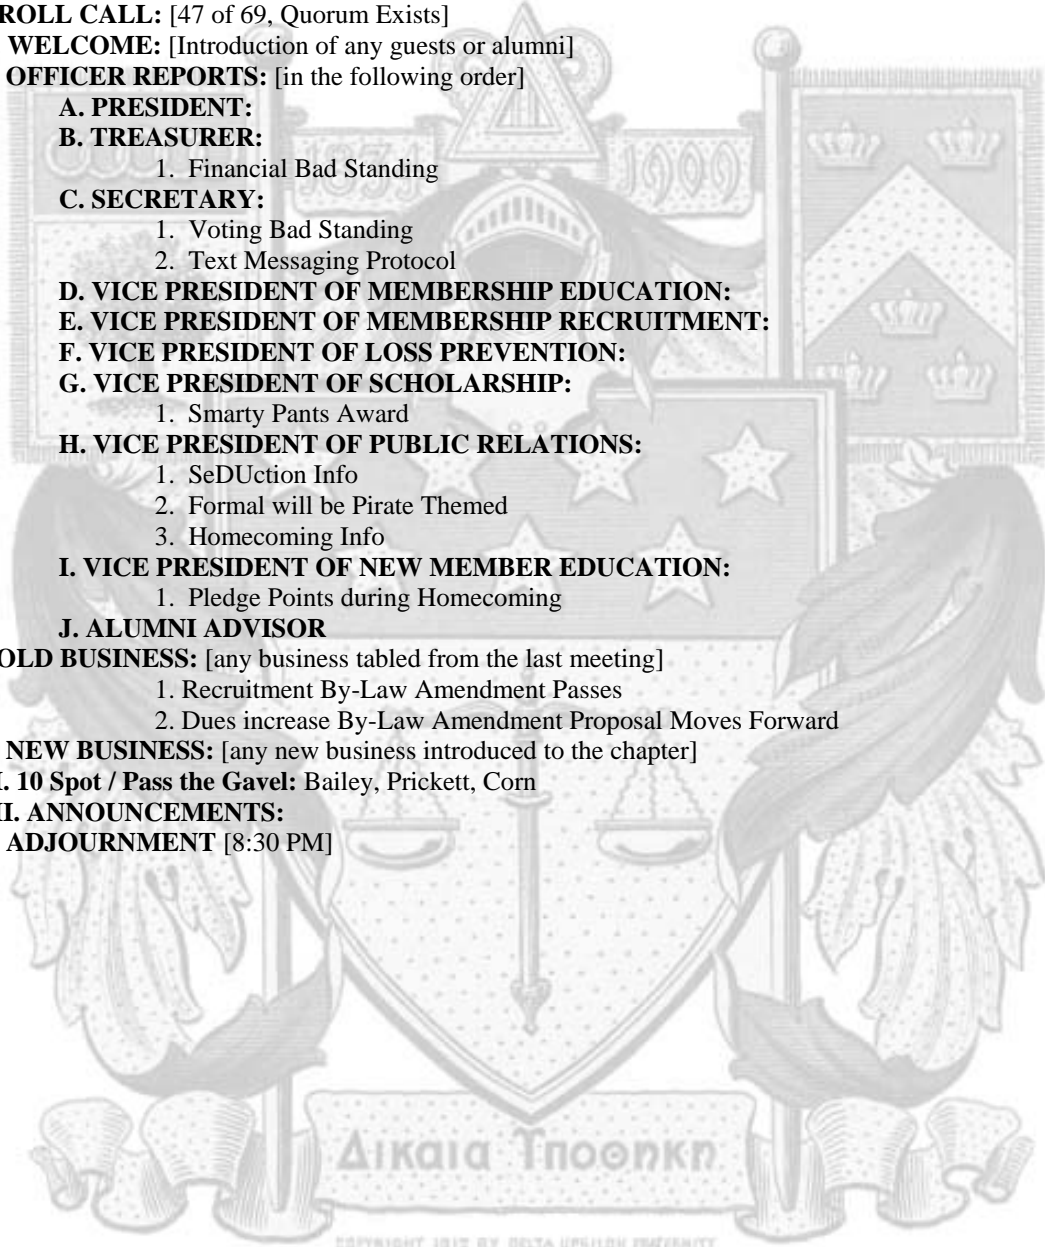 ROLL CALL: [47 of 69, Quorum Exists]
WELCOME: [Introduction of any guests or alumni]
OFFICER REPORTS: [in the following order]
A. PRESIDENT:
B. TREASURER:
1. Financial Bad Standing
C. SECRETARY:
1. Voting Bad Standing
2. Text Messaging Protocol
D. VICE PRESIDENT OF MEMBERSHIP EDUCATION:
E. VICE PRESIDENT OF MEMBERSHIP RECRUITMENT:
F. VICE PRESIDENT OF LOSS PREVENTION:
G. VICE PRESIDENT OF SCHOLARSHIP:
1. Smarty Pants Award
H. VICE PRESIDENT OF PUBLIC RELATIONS:
1. SeDUction Info
2. Formal will be Pirate Themed
3. Homecoming Info
I. VICE PRESIDENT OF NEW MEMBER EDUCATION:
1. Pledge Points during Homecoming
J. ALUMNI ADVISOR
OLD BUSINESS: [any business tabled from the last meeting]
1. Recruitment By-Law Amendment Passes
2. Dues increase By-Law Amendment Proposal Moves Forward
NEW BUSINESS: [any new business introduced to the chapter]
I. 10 Spot / Pass the Gavel: Bailey, Prickett, Corn
II. ANNOUNCEMENTS:
ADJOURNMENT [8:30 PM]
1909
Δικαια Υποθηκη
COPYRIGHT 1912 BY DELTA UPSILON FRATERNITY